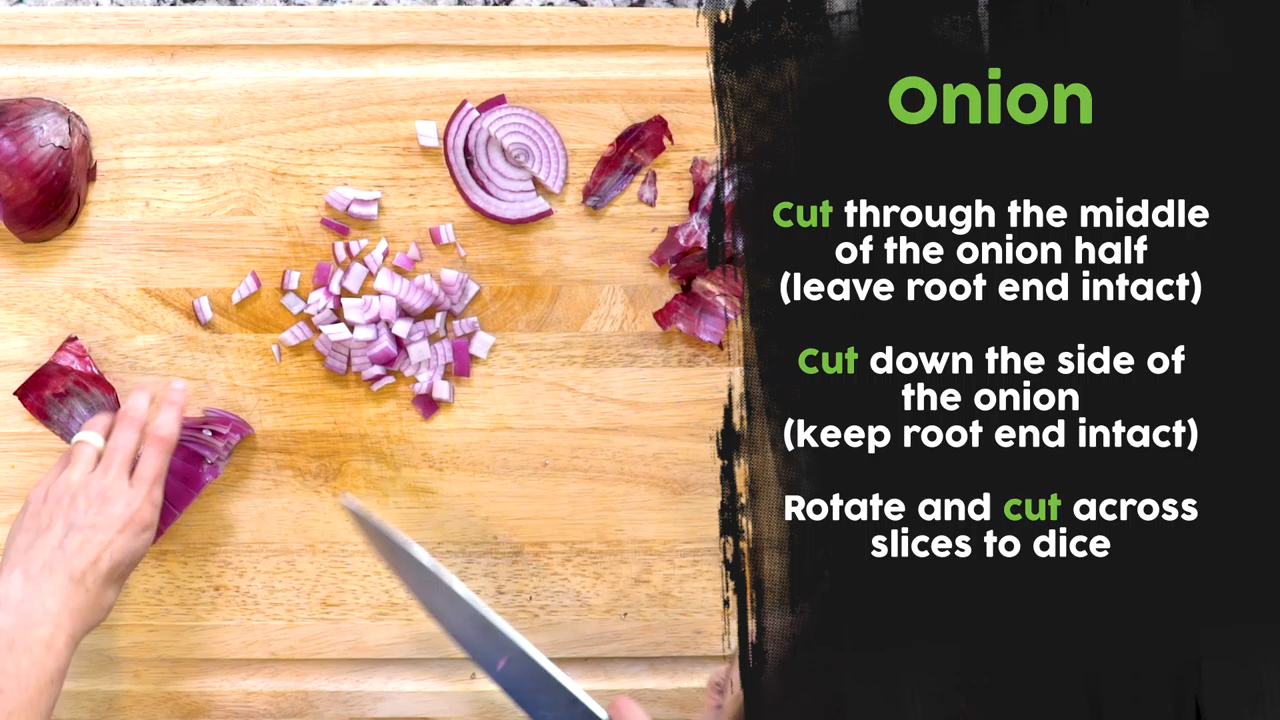 Onion
Cut through the middle
of the onion half
(leave root end intact)
Cut down the side of
the onion
(keep root end intact)
Rotate and cut across
slices to dice